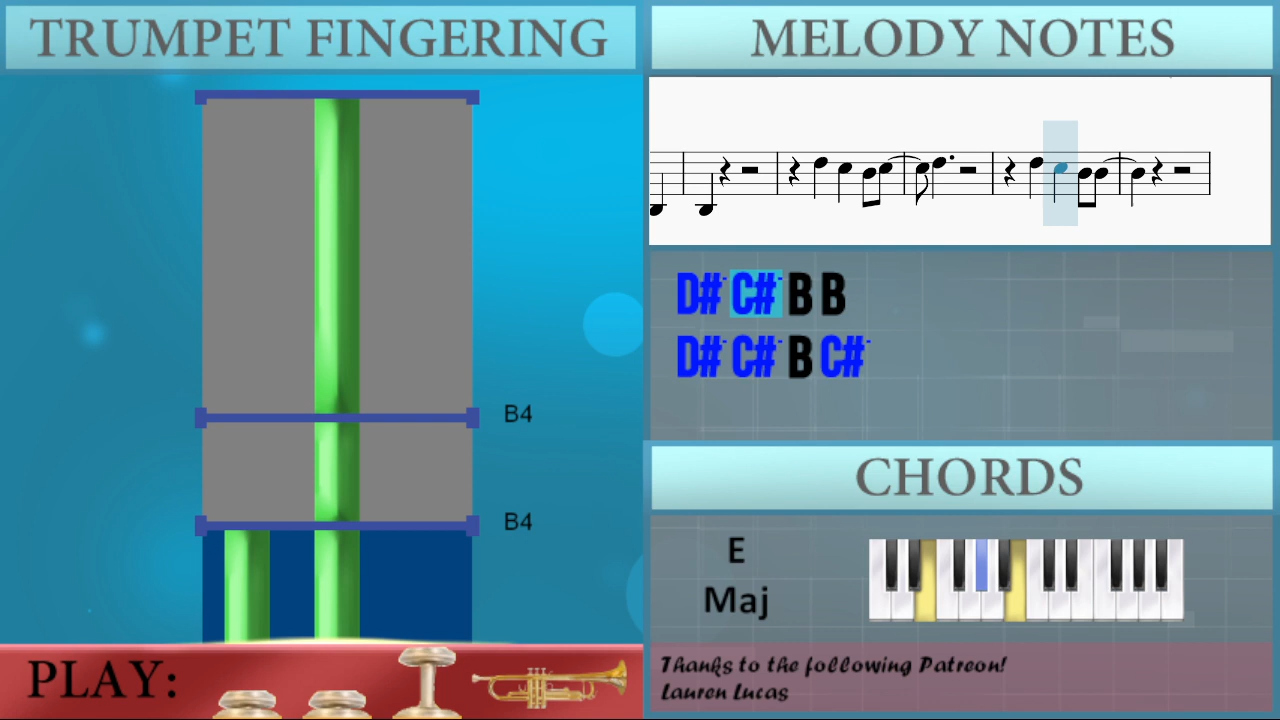 TRUMPET FINGERING
B4
B4
PLAY:
MELODY NOTES
D#- C#- B B
D#- C#- B C#-
CHORDS
E
Maj
Thanks to the following Patreon!
Lauren Lucas